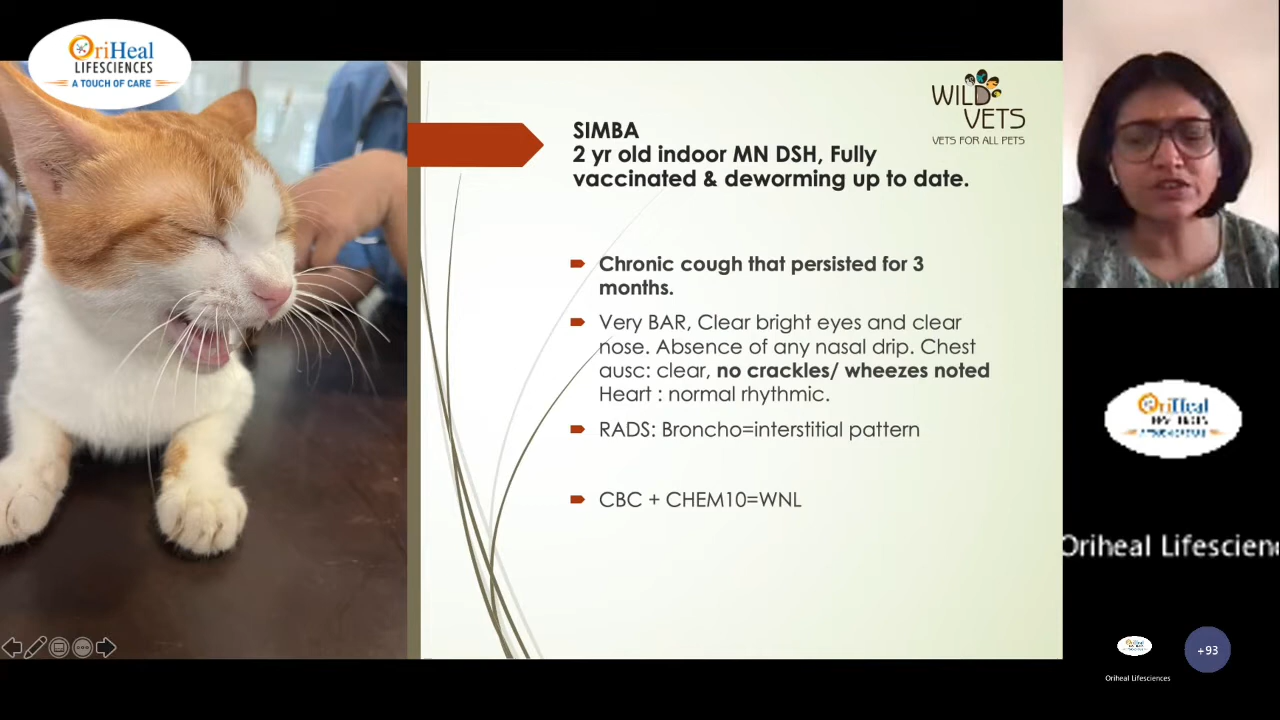 OriHeal
LIFESCIENCES
A TOUCH OF CARE
WILD
VETS
VETS FOR ALL PETS
SIMBA
2 yr old indoor MN DSH, Fully
vaccinated & deworming up to date.
Chronic cough that persisted for 3
months.
Very BAR, Clear bright eyes and clear
nose. Absence of any nasal drip. Chest
ausc: clear, no crackles/ wheezes noted
Heart : normal rhythmic.
RADS: Broncho=interstitial pattern
CBC + CHEM10=WNL
OriHeal
Oriheal Lifescien
+93
Oriheal Lifesciences